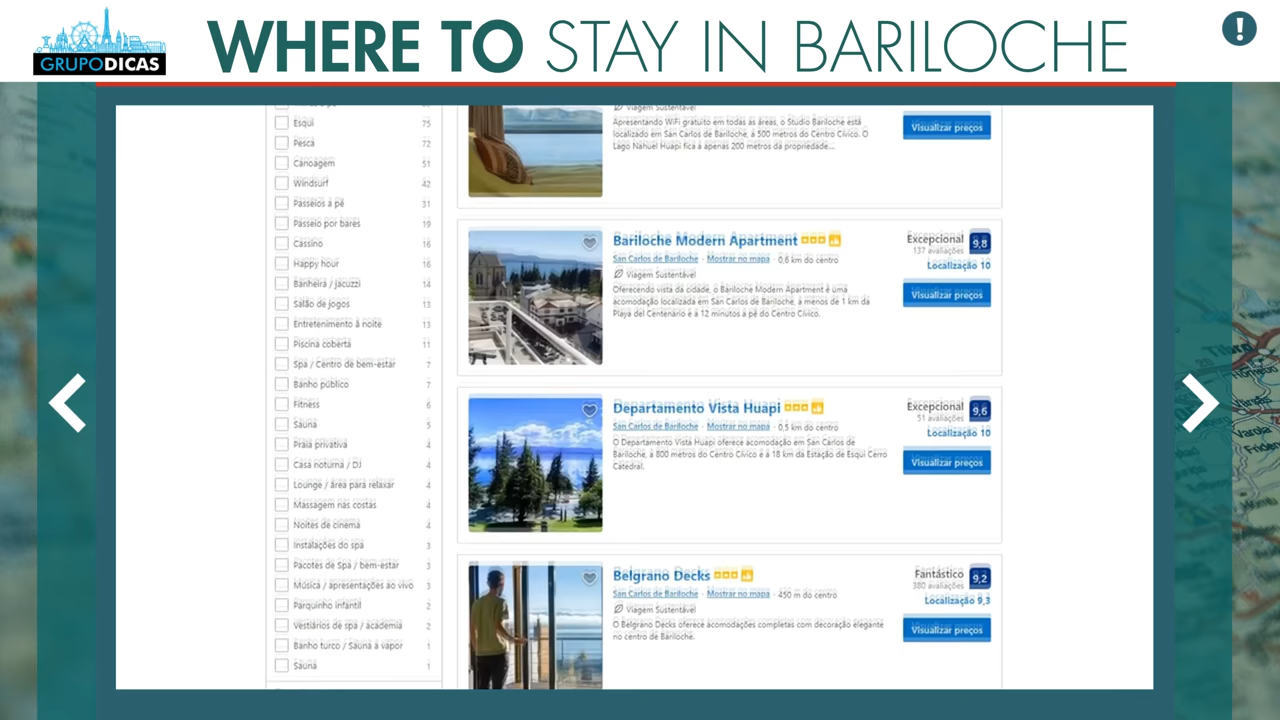 WHERE TO STAY IN BARILOCHE
!
GRUPODICAS
Esqui 75
Pesca 72
Canoagem 51
Windsurf 42
Passeios a pé 31
Passeio por bares 19
Cassino 16
Happy hour 16
Banheira / jacuzzi 14
Salão de jogos 13
Entretenimento à noite 13
Piscina coberta 11
Spa / Centro de bem-estar 7
Banho público 7
Fitness 6
Sauna 5
Praia privativa 4
Casa noturna / DJ 4
Lounge / área para relaxar 4
Massagem nas costas 4
Noites de cinema 4
Instalações do spa 3
Pacotes de Spa / bem-estar 3
Música / apresentações ao vivo 3
Parquinho infantil 2
Vestiários de spa / academia 2
Banho turco / Sauna a vapor 1
Sauna 1
Viagem Sustentável
Apresentando WiFi gratuito em todas as áreas, o Studio Bariloche está
localizado em San Carlos de Bariloche, a 500 metros do Centro Cívico. O
Lago Nahuel Huapi fica a apenas 200 metros da propriedade...
Visualizar preços
Bariloche Modern Apartment
San Carlos de Bariloche · Mostrar no mapa · 0,6 km do centro
Viagem Sustentável
Oferecendo vista da cidade, o Bariloche Modern Apartment é uma
acomodação localizada em San Carlos de Bariloche, a menos de 1 km da
Playa del Centenario e a 12 minutos a pé do Centro Cívico.
Excepcional 9,8
137 avaliações
Localização 10
Visualizar preços
Departamento Vista Huapi
San Carlos de Bariloche · Mostrar no mapa · 0,5 km do centro
O Departamento Vista Huapi oferece acomodação em San Carlos de
Bariloche, a 800 metros do Centro Cívico e a 18 km da Estação de Esqui Cerro
Catedral.
Excepcional 9,6
51 avaliações
Localização 10
Visualizar preços
Belgrano Decks
San Carlos de Bariloche · Mostrar no mapa · 450 m do centro
Viagem Sustentável
O Belgrano Decks oferece acomodações completas com decoração elegante
no centro de Bariloche.
Fantástico 9,2
380 avaliações
Localização 9,3
Visualizar preços